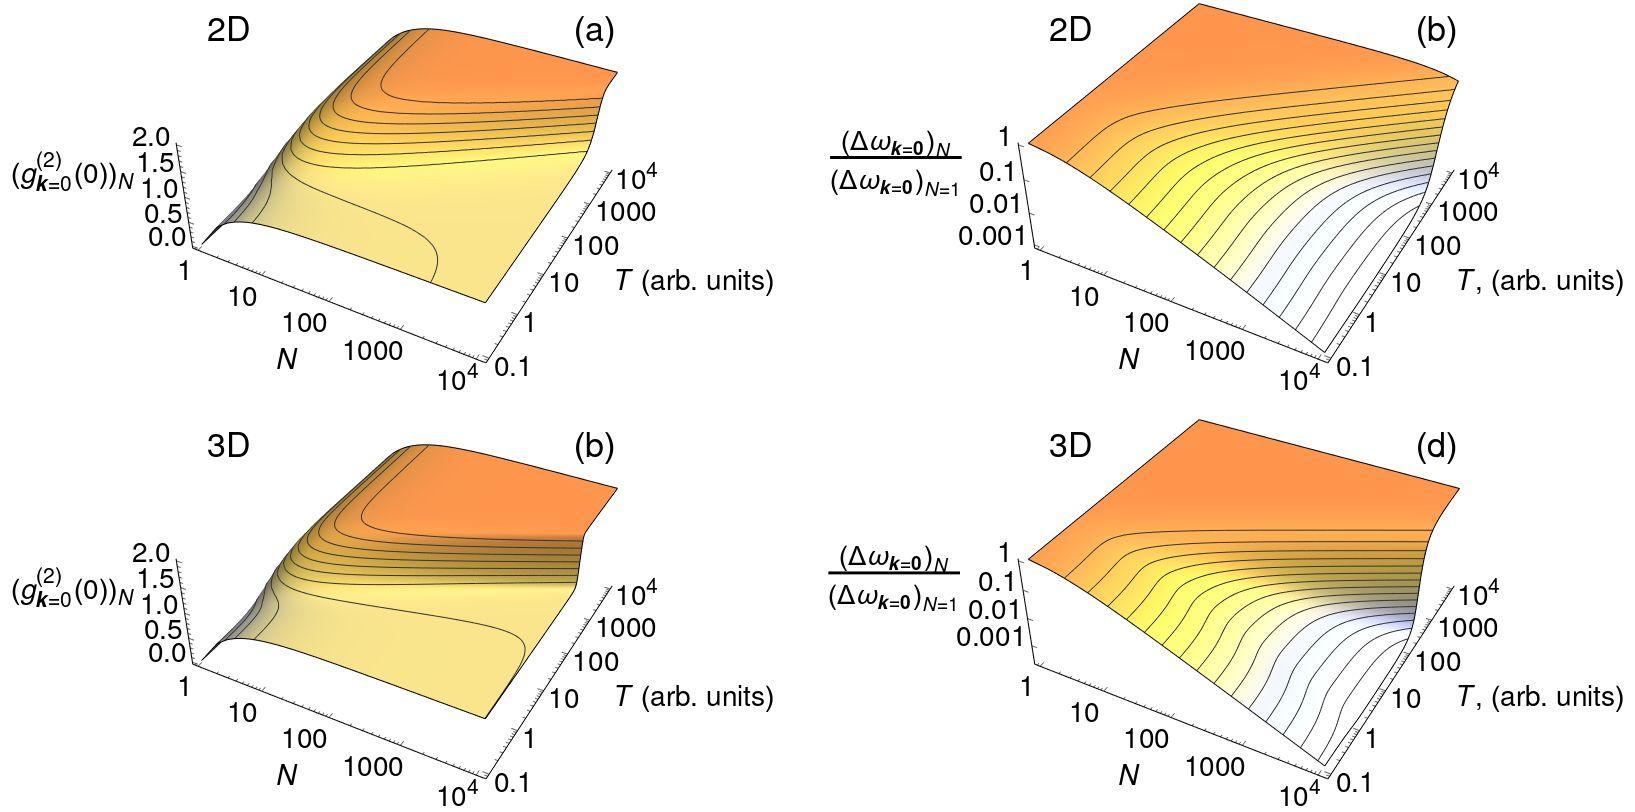 2D
(a)
(g^{(2)}_{k=0}(0))_N
2.0
1.5
1.0
0.5
0.0
1
10
100
1000
10^4
N
0.1
1
10
100
1000
10^4
T (arb. units)
2D
(b)
(Δω_{k=0})_N
(Δω_{k=0})_{N=1}
1
0.1
0.01
0.001
1
10
100
1000
10^4
N
0.1
1
10
100
1000
10^4
T, (arb. units)
3D
(b)
(g^{(2)}_{k=0}(0))_N
2.0
1.5
1.0
0.5
0.0
1
10
100
1000
10^4
N
0.1
1
10
100
1000
10^4
T (arb. units)
3D
(d)
(Δω_{k=0})_N
(Δω_{k=0})_{N=1}
1
0.1
0.01
0.001
1
10
100
1000
10^4
N
0.1
1
10
100
1000
10^4
T, (arb. units)